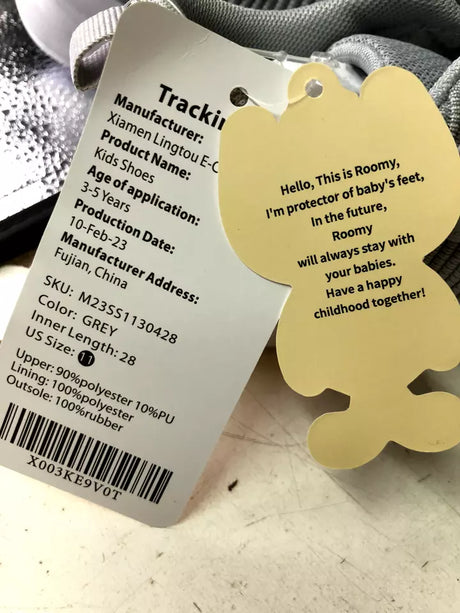 Manufacturer:
Xiamen Lingtou
Product Name:
Kids Shoes
Age of application:
3-5 Years
Production Date:
10-Feb-23
Manufacturer Address:
Fujian, China
SKU: M23SS1130428
Color: GREY
Inner Length: 28
US Size: 11
Upper: 90%polyester 10%PU
Lining: 100%polyester
Outsole: 100%rubber
X003KE9V0T
Hello, This is Roomy,
I'm protector of baby's feet,
In the future,
Roomy
will always stay with
your babies.
Have a happy
childhood together!